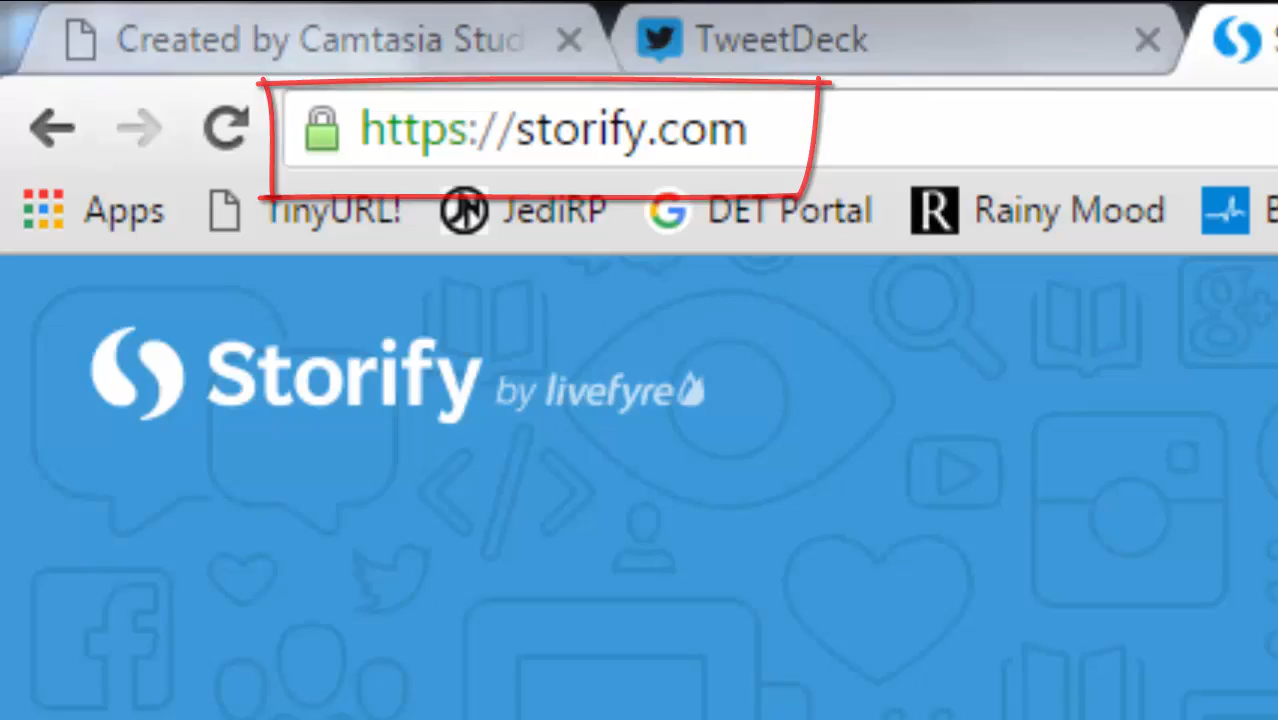 Created by Camtasia Stud
TweetDeck
https://storify.com
Apps TinyURL! JediRP DET Portal Rainy Mood
Storify by livefyre